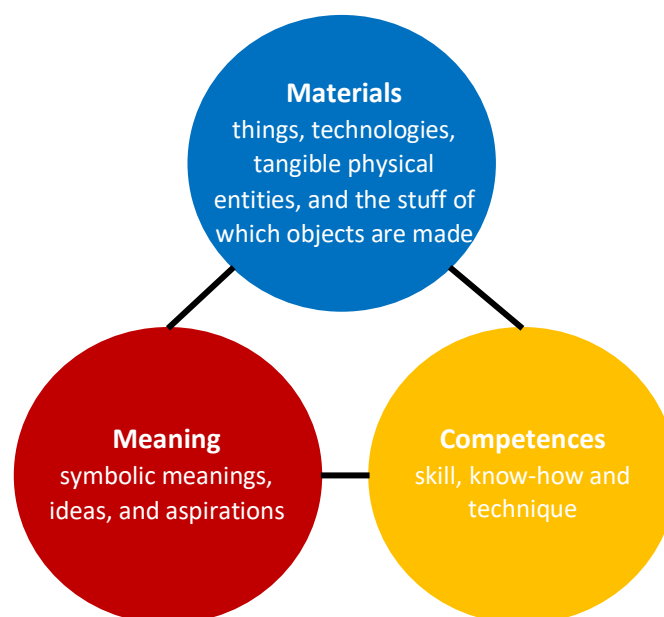 Materials
things, technologies,
tangible physical
entities, and the stuff of
which objects are made
Meaning
symbolic meanings,
ideas, and aspirations
Competences
skill, know-how and
technique